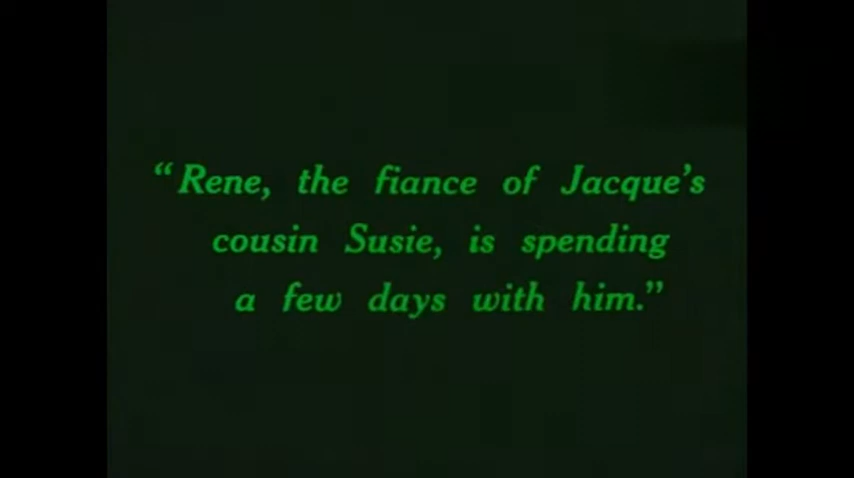 “Rene, the fiance of Jacque’s
cousin Susie, is spending
a few days with him.”